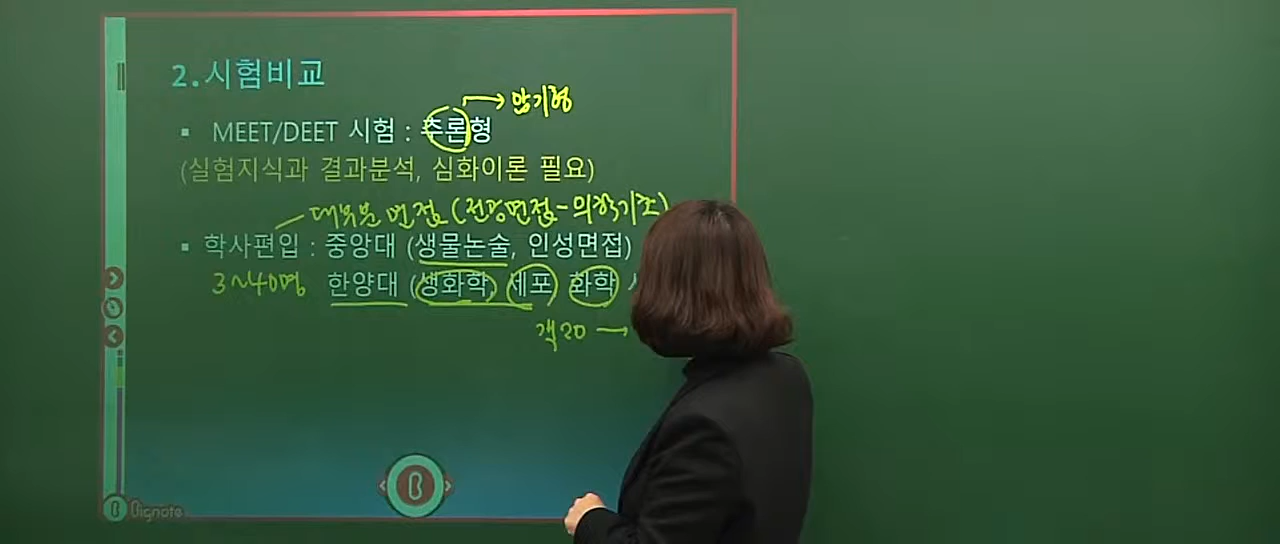 2.시험비교
→ 암기형
▪ MEET/DEET 시험 : 추론형
(실험지식과 결과분석, 심화이론 필요)
대부분 면접 (전공면접-의학기초)
▪ 학사편입 : 중앙대 (생물논술, 인성면접)
3~40명 한양대 (생화학, 세포 화학
객20 →
Bignote